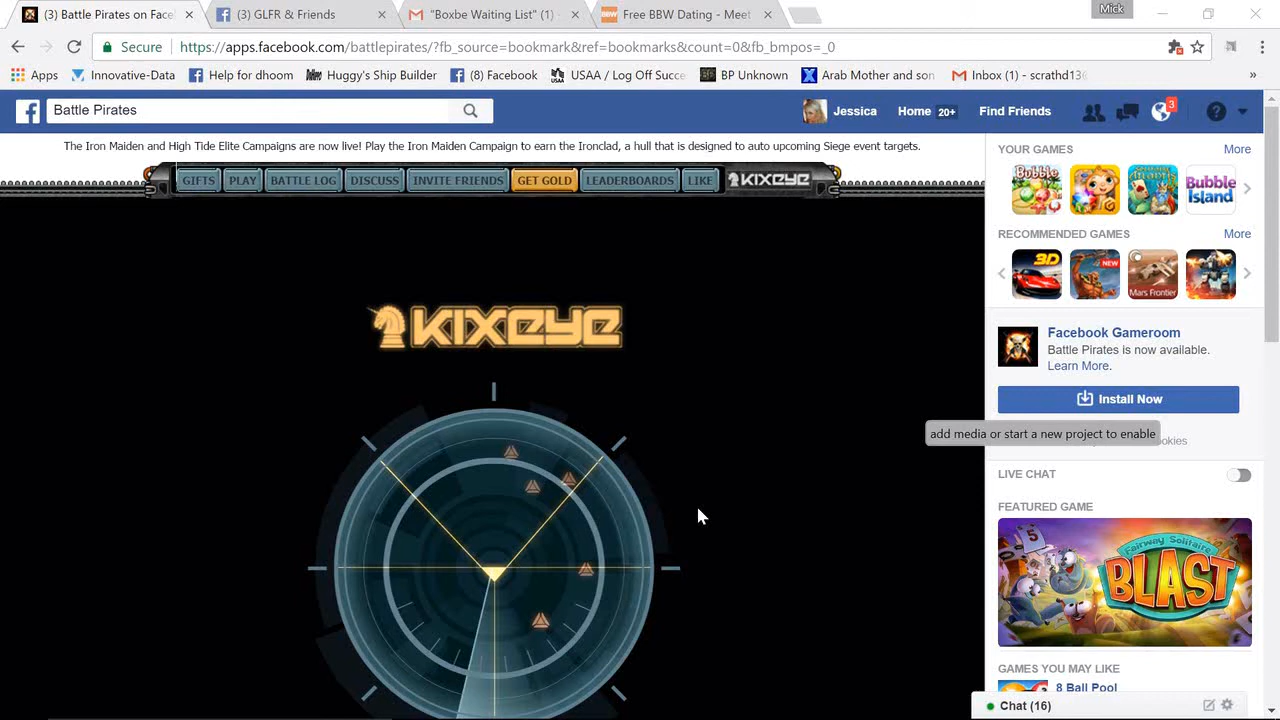 (3) Battle Pirates on Face
(3) GLFR & Friends
"Boxbe Waiting List" (1)
BBW
Free BBW Dating - Meet
Mick
Secure
https://apps.facebook.com/battlepirates/?fb_source=bookmark&ref=bookmarks&count=0&fb_bmpos=_0
Apps
Innovative-Data
Help for dhoom
Huggy's Ship Builder
(8) Facebook
USAA / Log Off Succe
BP Unknown
Arab Mother and son
Inbox (1) - scrathd13
»
Battle Pirates
Jessica
Home 20+
Find Friends
3
The Iron Maiden and High Tide Elite Campaigns are now live! Play the Iron Maiden Campaign to earn the Ironclad, a hull that is designed to auto upcoming Siege event targets.
GIFTS
PLAY
BATTLE LOG
DISCUSS
GET GOLD
LEADERBOARDS
LIKE
KIXEYE
KIXEYE
YOUR GAMES
More
Bubble
Bubble Island
RECOMMENDED GAMES
More
3D
NEW
Mars Frontier
Facebook Gameroom
Battle Pirates is now available.
Learn More.
Install Now
add media or start a new project to enable
okies
LIVE CHAT
FEATURED GAME
Fairway Solitaire
BLAST
GAMES YOU MAY LIKE
8 Ball Pool
Chat (16)